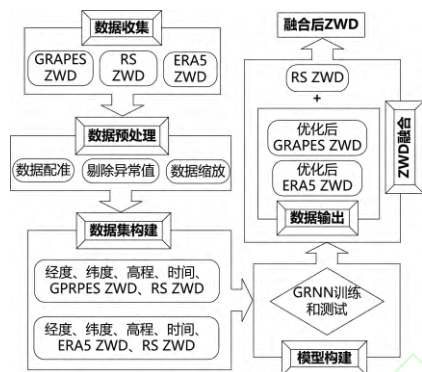 数据收集
GRAPES
ZWD
RS
ZWD
ERA5
ZWD
数据预处理
数据配准
剔除异常值
数据缩放
数据集构建
经度、纬度、高程、时间、
GPRPES ZWD、RS ZWD
经度、纬度、高程、时间、
ERA5 ZWD、RS ZWD
GRNN训练
和测试
模型构建
融合后ZWD
RS ZWD
+
优化后
GRAPES ZWD
优化后
ERA5 ZWD
数据输出
ZWD融合